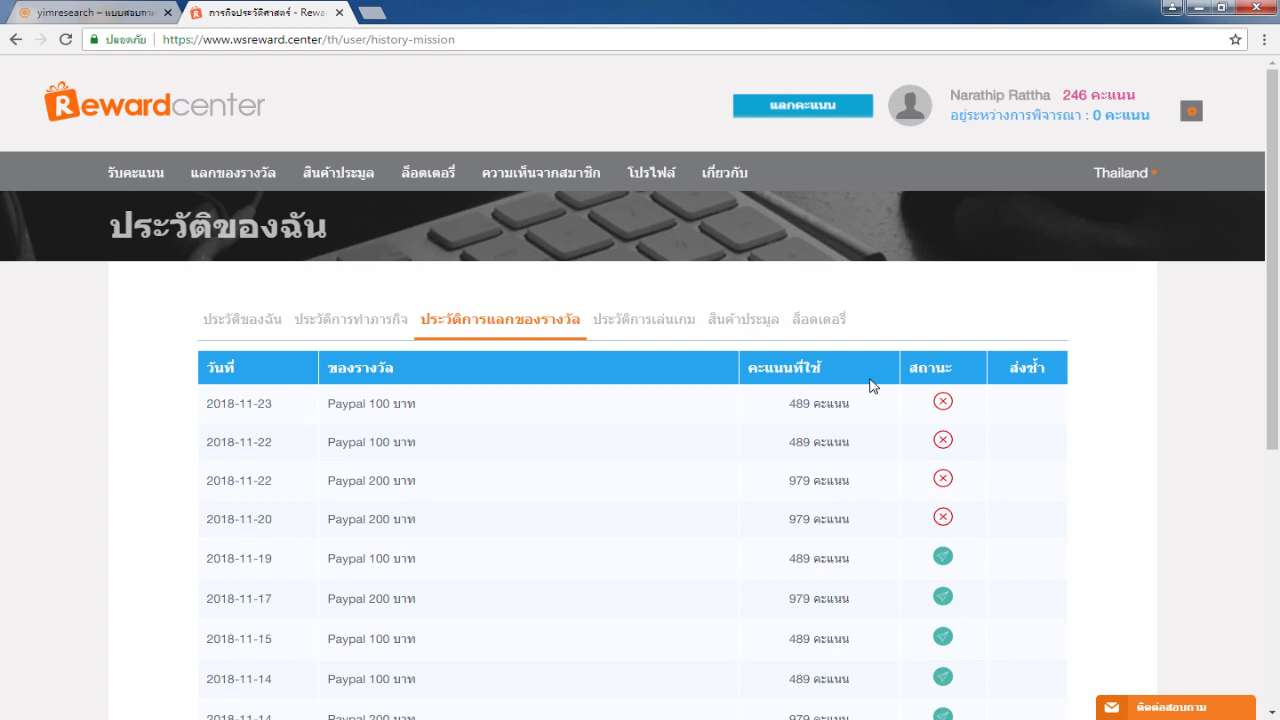 yimresearch – แบบสอบถา
ภารกิจประวัติศาสตร์ - Rewa
ปลอดภัย
https://www.wsreward.center/th/user/history-mission
Rewardcenter
แลกคะแนน
Narathip Rattha 246 คะแนน
อยู่ระหว่างการพิจารณา : 0 คะแนน
รับคะแนน แลกของรางวัล สินค้าประมูล ล็อตเตอรี่ ความเห็นจากสมาชิก โปรไฟล์ เกี่ยวกับ Thailand
ประวัติของฉัน
ประวัติของฉัน ประวัติการทำภารกิจ ประวัติการแลกของรางวัล ประวัติการเล่นเกม สินค้าประมูล ล็อตเตอรี่
วันที่ ของรางวัล คะแนนที่ใช้ สถานะ ส่งซ้ำ
2018-11-23 Paypal 100 บาท 489 คะแนน
2018-11-22 Paypal 100 บาท 489 คะแนน
2018-11-22 Paypal 200 บาท 979 คะแนน
2018-11-20 Paypal 200 บาท 979 คะแนน
2018-11-19 Paypal 100 บาท 489 คะแนน
2018-11-17 Paypal 200 บาท 979 คะแนน
2018-11-15 Paypal 100 บาท 489 คะแนน
2018-11-14 Paypal 100 บาท 489 คะแนน
2018-11-14 Paypal 200 บาท 979 คะแนน
ติดต่อสอบถาม